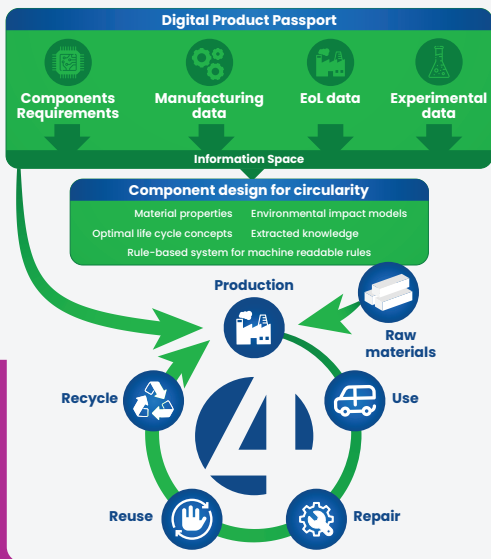 Digital Product Passport
Components
Requirements
Manufacturing
data
EoL data
Experimental
data
Information Space
Component design for circularity
Material properties
Environmental impact models
Optimal life cycle concepts
Extracted knowledge
Rule-based system for machine readable rules
Production
Raw
materials
Recycle
Use
4
Reuse
Repair